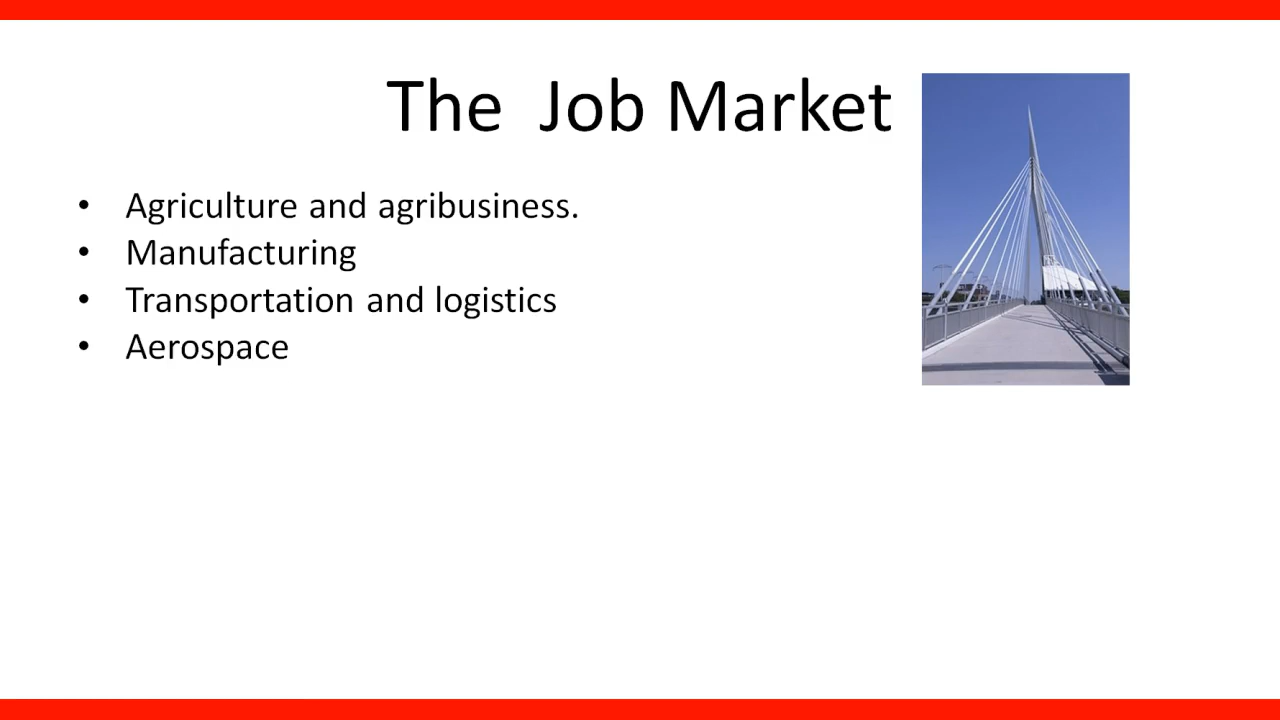 The  Job Market
• Agriculture and agribusiness.
• Manufacturing
• Transportation and logistics
• Aerospace